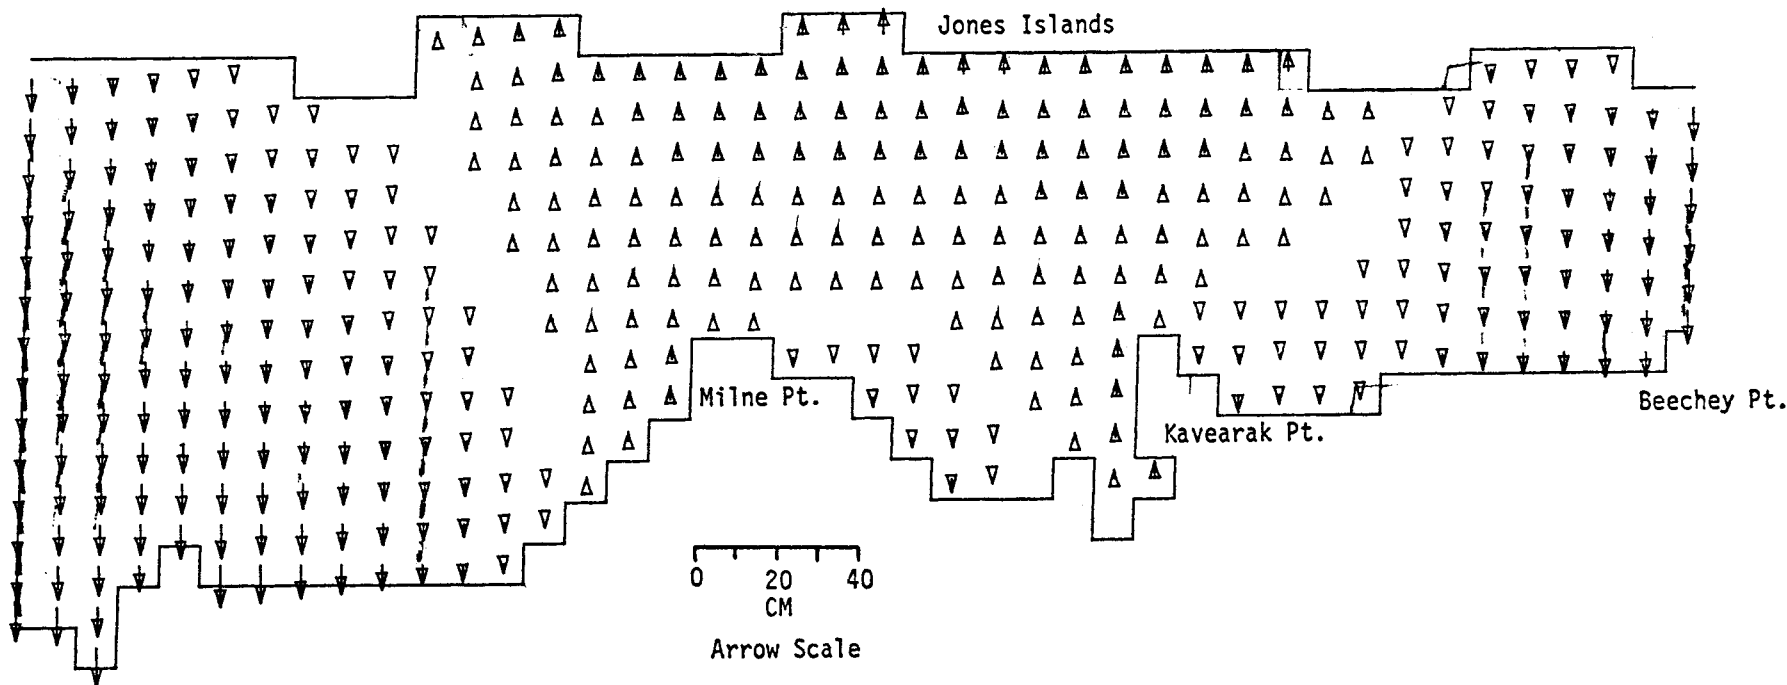 Jones Islands
Milne Pt.
Beechey Pt.
Kavearak Pt.
0 20 40
CM
Arrow Scale